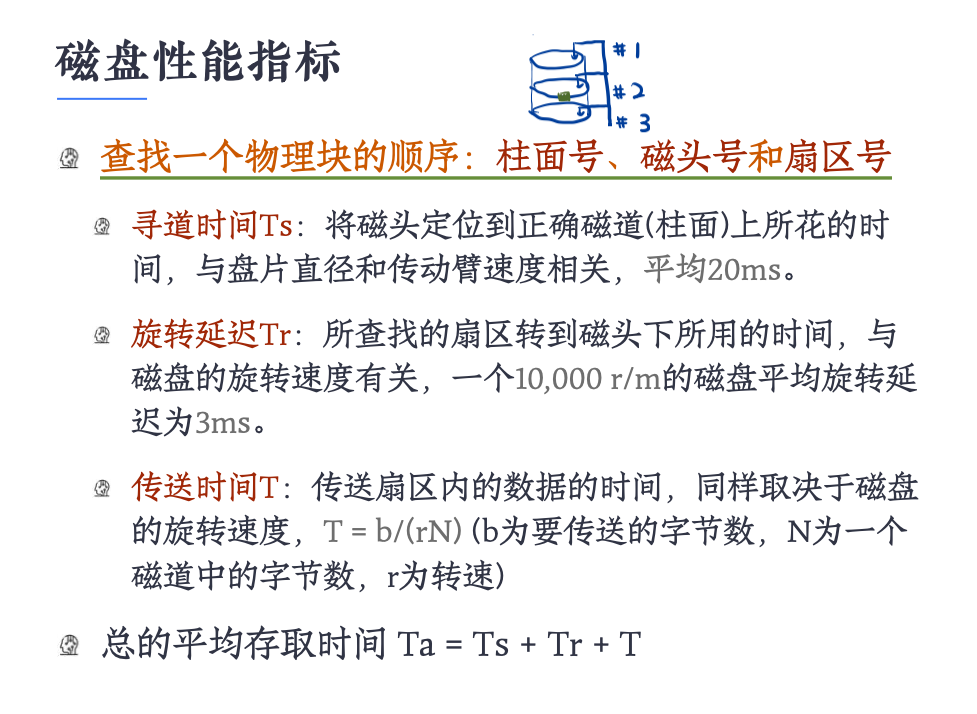 磁盘性能指标
#1
#2
#3
查找一个物理块的顺序：柱面号、磁头号和扇区号
寻道时间Ts：将磁头定位到正确磁道(柱面)上所花的时
间，与盘片直径和传动臂速度相关，平均20ms。
旋转延迟Tr：所查找的扇区转到磁头下所用的时间，与
磁盘的旋转速度有关，一个10,000 r/m的磁盘平均旋转延
迟为3ms。
传送时间T：传送扇区内的数据的时间，同样取决于磁盘
的旋转速度，T = b/(rN) (b为要传送的字节数，N为一个
磁道中的字节数，r为转速)
总的平均存取时间 Ta = Ts + Tr + T